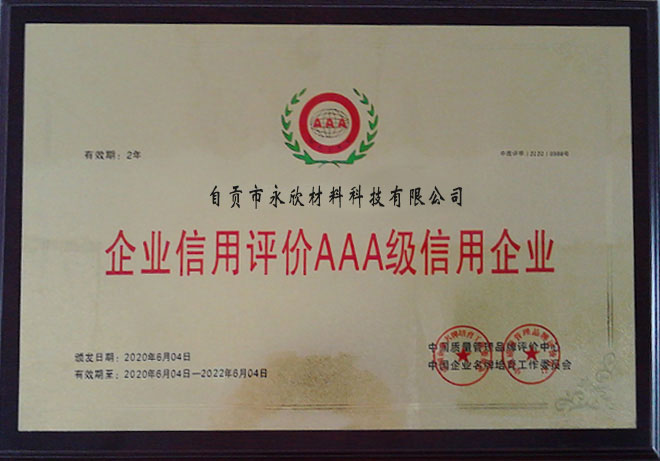 AAA
有效期：2年
自贡市永欣材料科技有限公司
企业信用评价AAA级信用企业
颁发日期：2020年6月04日
有效期至：2020年6月04日—2022年6月04日
中国质量管理品牌评价中心
中国企业名牌培育工作委员会